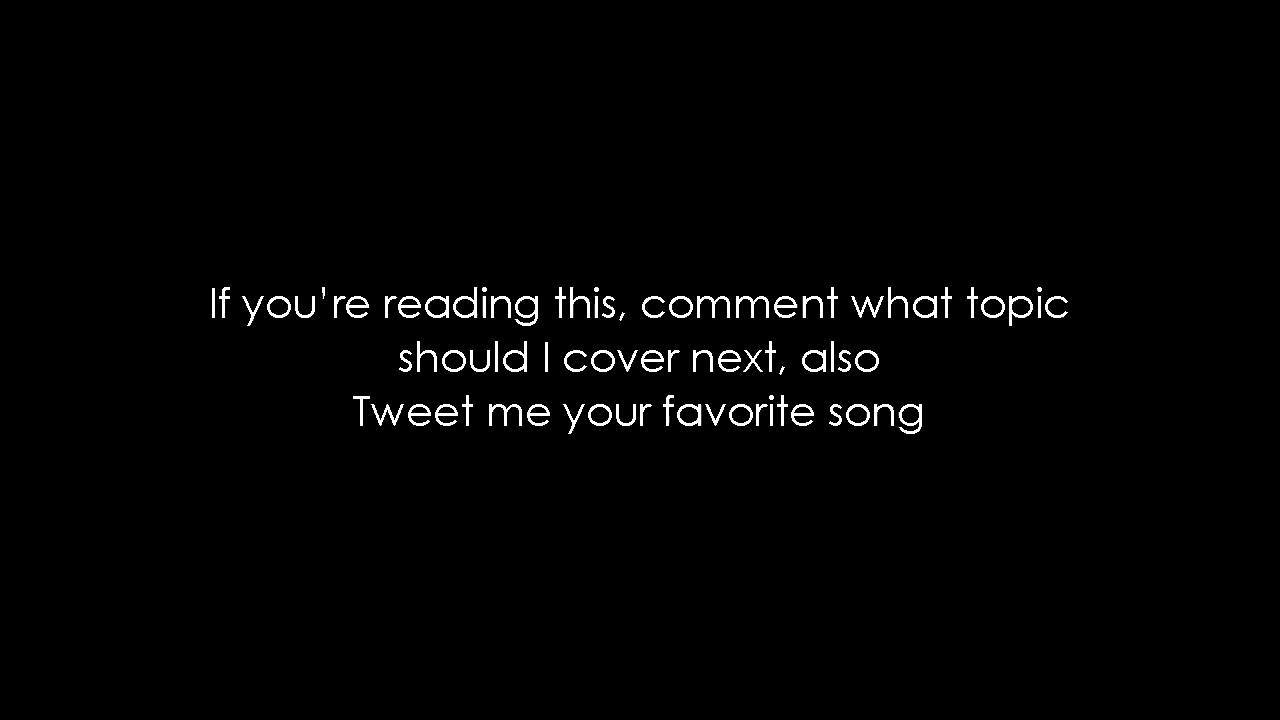 If you're reading this, comment what topic
should I cover next, also
Tweet me your favorite song